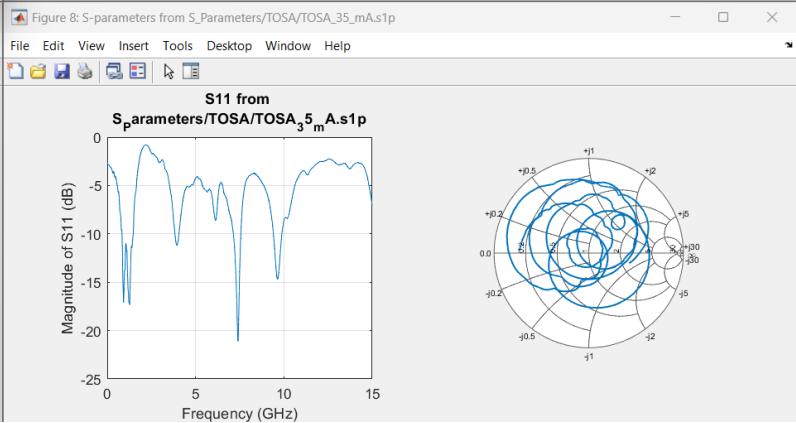 Figure 8: S-parameters from S_Parameters/TOSA/TOSA_35_mA.s1p
File Edit View Insert Tools Desktop Window Help
S11 from
SParameters/TOSA/TOSA35mA.s1p
Magnitude of S11 (dB)
0
-5
-10
-15
-20
-25
0 5 10 15
Frequency (GHz)
+j1
+j0.5 +j2
+j0.2 +j5
+j30
0.0
-j30
-j0.2 -j5
-j0.5 -j2
-j1